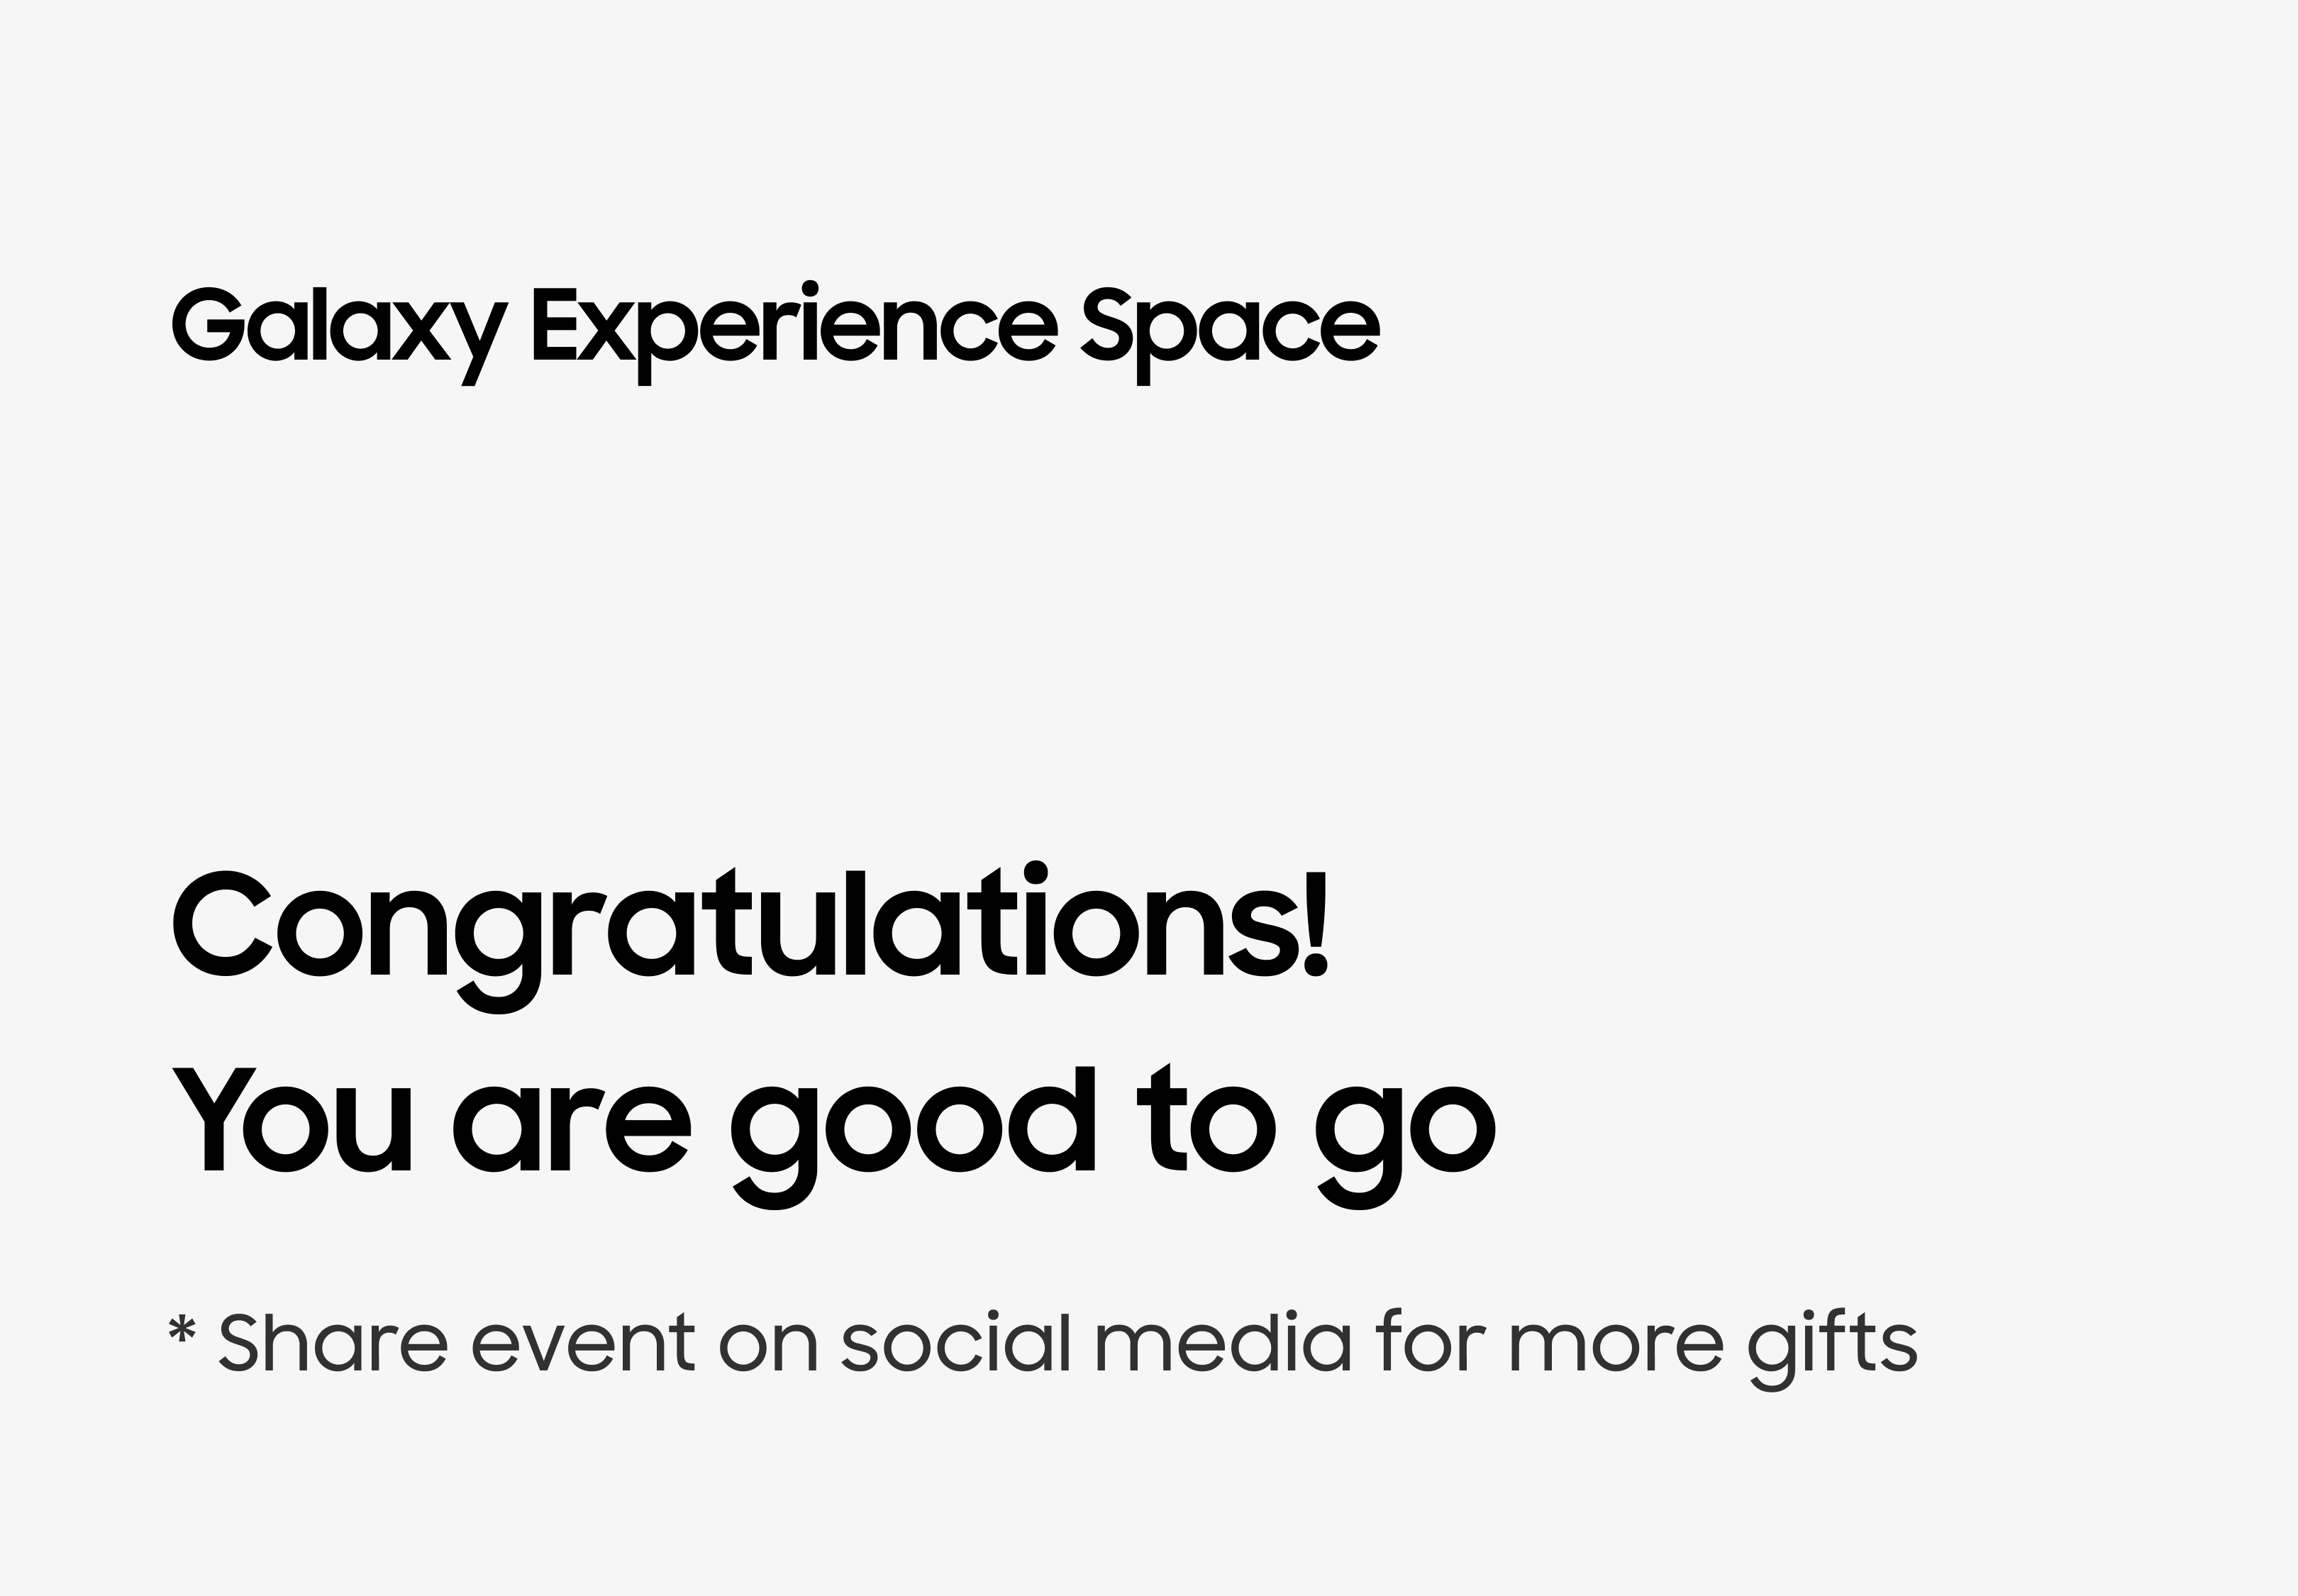 Galaxy Experience Space
Congratulations!
You are good to go
* Share event on social media for more gifts